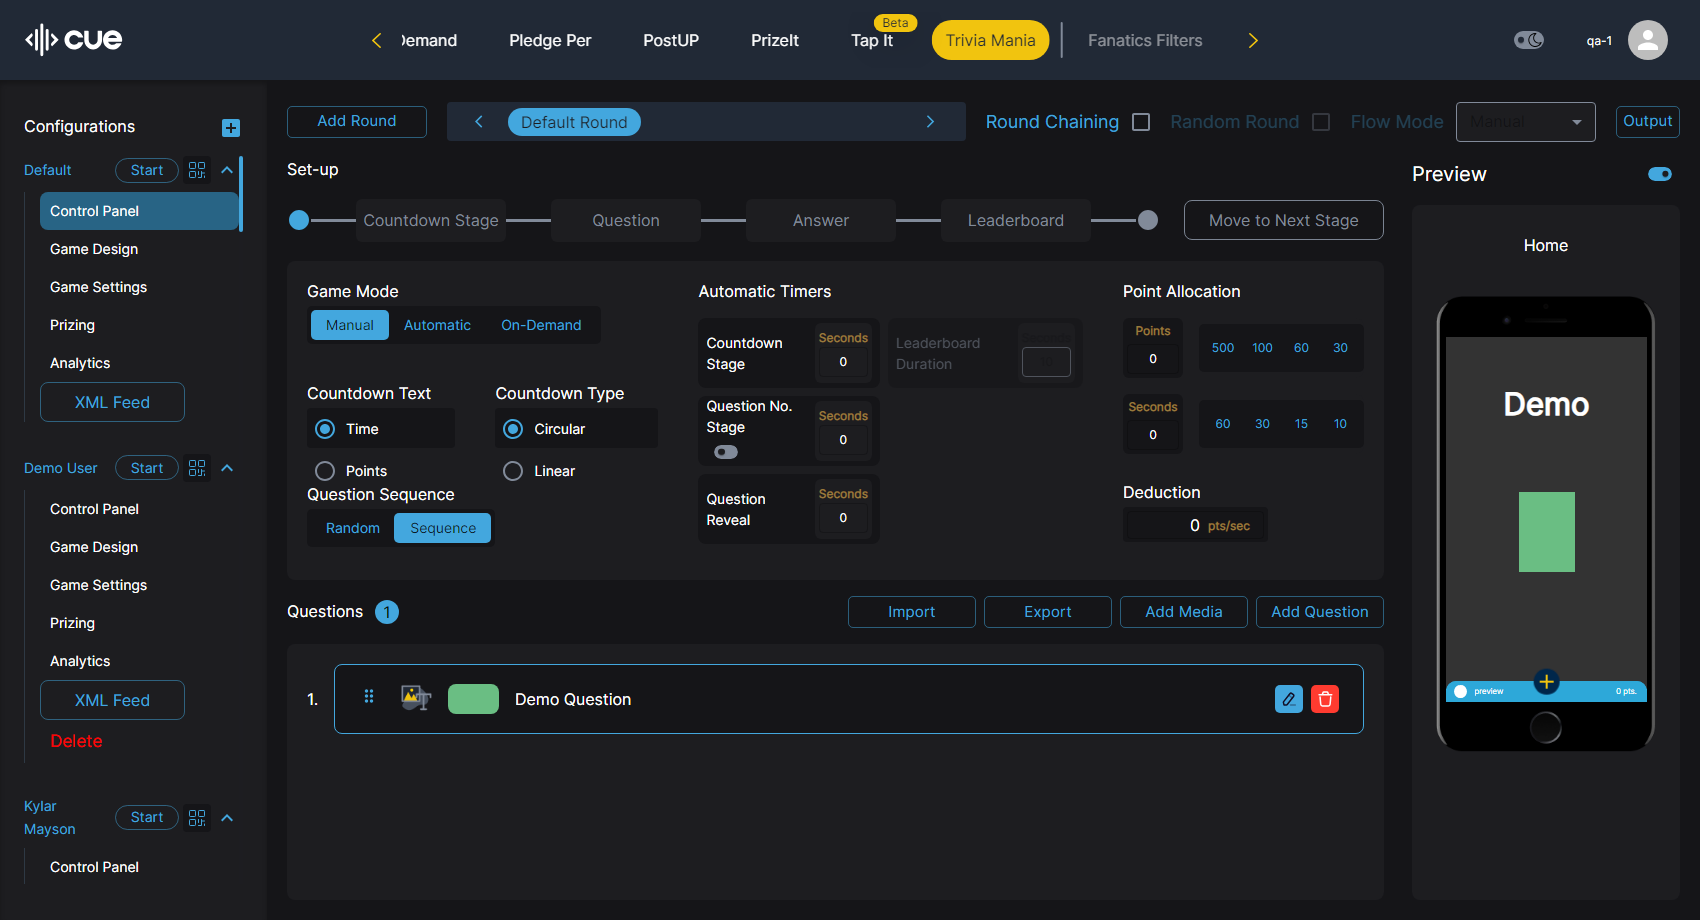 cue
Demand
Pledge Per
PostUP
PrizeIt
Tap It
Beta
Trivia Mania
Fanatics Filters
qa-1
Configurations
Default
Start
Control Panel
Game Design
Game Settings
Prizing
Analytics
XML Feed
Demo User
Start
Control Panel
Game Design
Game Settings
Prizing
Analytics
XML Feed
Delete
Kylar
Mayson
Start
Control Panel
Add Round
Default Round
Round Chaining
Random Round
Flow Mode
Manual
Output
Set-up
Countdown Stage
Question
Answer
Leaderboard
Move to Next Stage
Game Mode
Manual
Automatic
On-Demand
Countdown Text
Time
Points
Countdown Type
Circular
Linear
Question Sequence
Random
Sequence
Automatic Timers
Countdown
Stage
Seconds
0
Leaderboard
Duration
Question No.
Stage
Seconds
0
Question
Reveal
Seconds
0
Point Allocation
Points
0
500 100 60 30
Seconds
0
60 30 15 10
Deduction
0 pts/sec
Questions 1
Import
Export
Add Media
Add Question
1.
Demo Question
Preview
Home
Demo
preview
0 pts.